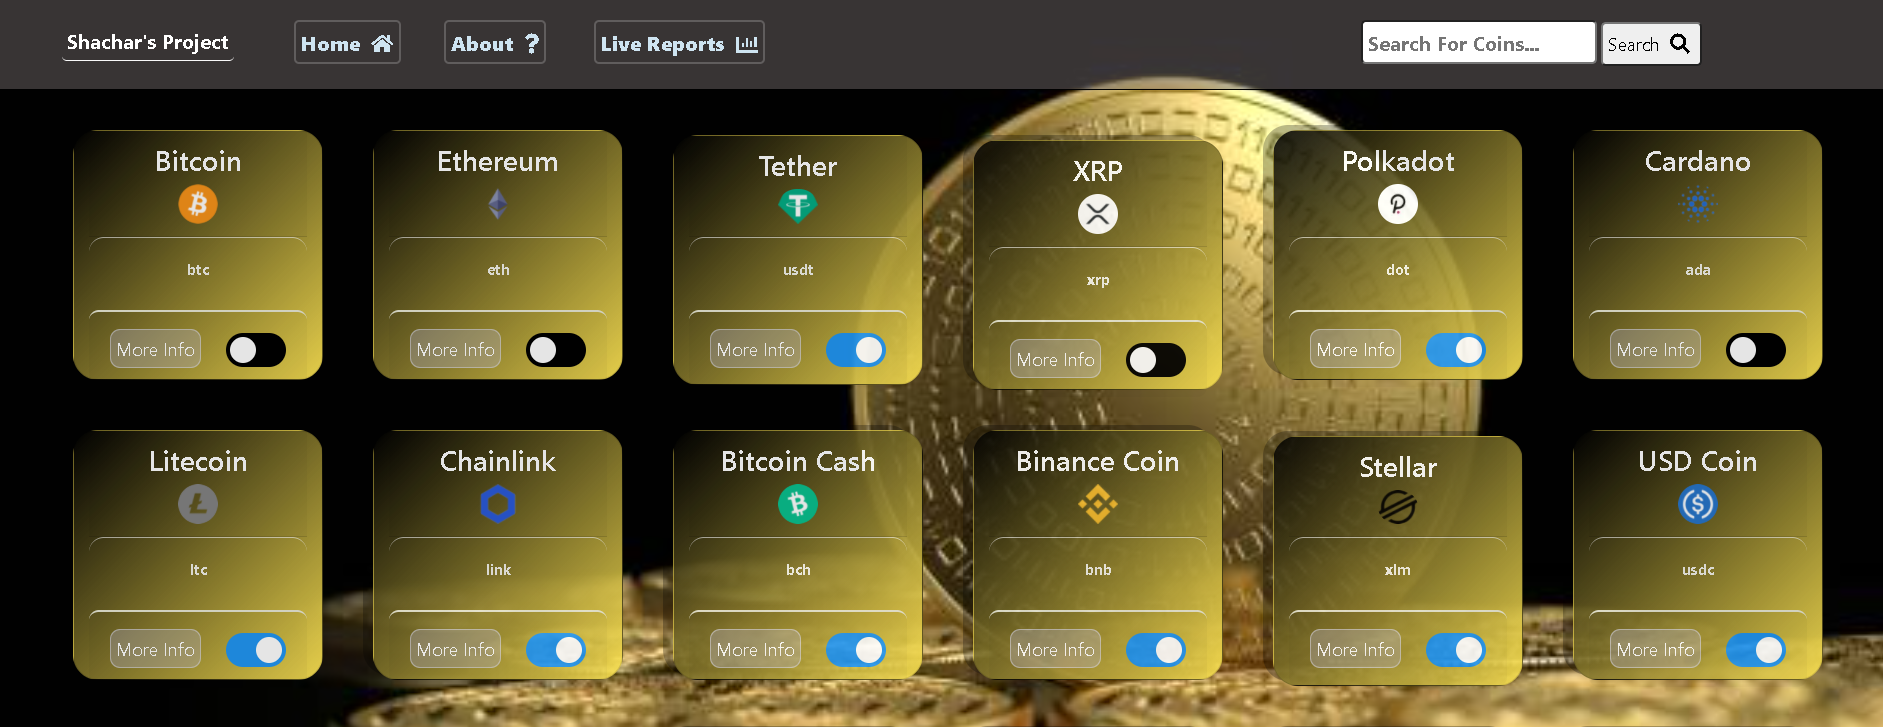 Shachar's Project Home About ? Live Reports Search For Coins... Search
Bitcoin Ethereum Tether XRP Polkadot Cardano
btc eth usdt xrp dot ada
More Info More Info More Info More Info More Info More Info
Litecoin Chainlink Bitcoin Cash Binance Coin Stellar USD Coin
ltc link bch bnb xlm usdc
More Info More Info More Info More Info More Info More Info